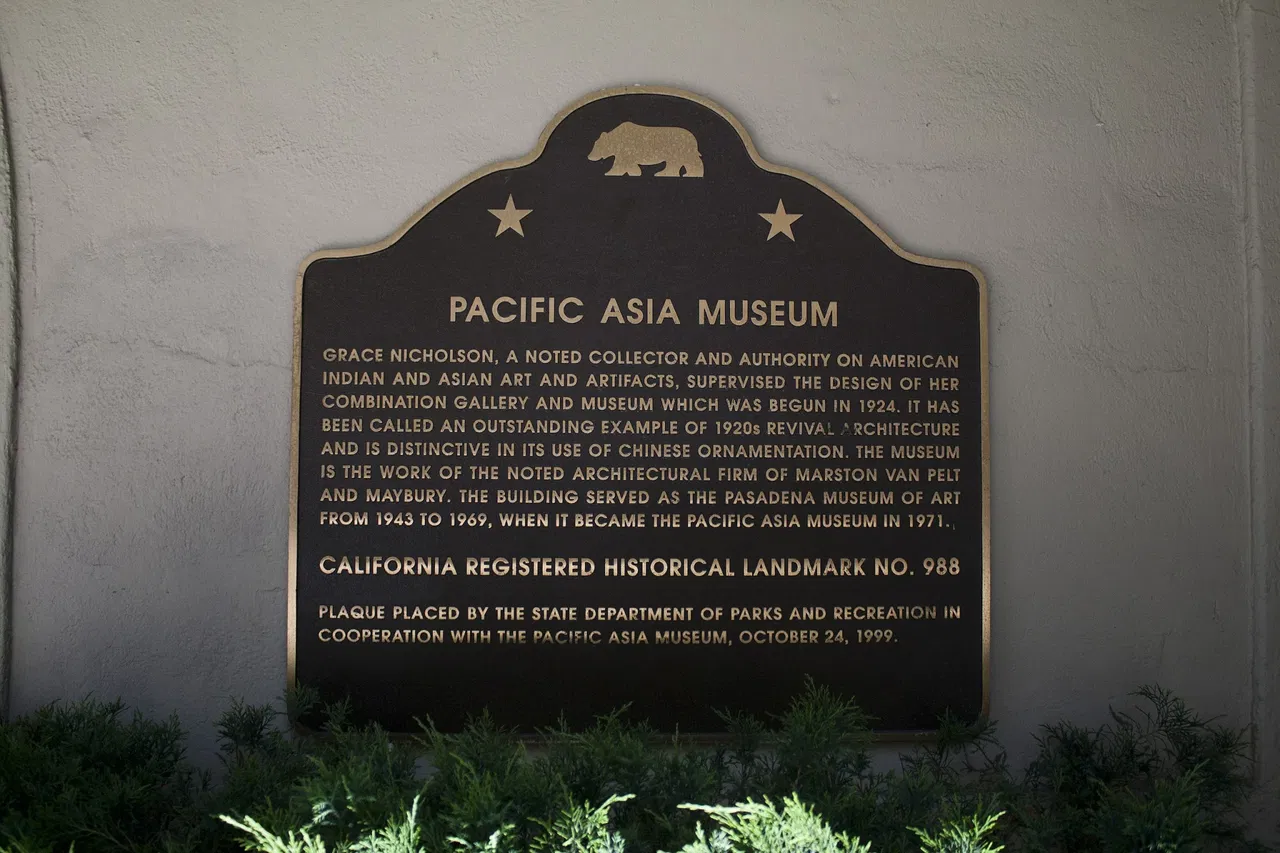 PACIFIC ASIA MUSEUM
GRACE NICHOLSON, A NOTED COLLECTOR AND AUTHORITY ON AMERICAN
INDIAN AND ASIAN ART AND ARTIFACTS, SUPERVISED THE DESIGN OF HER
COMBINATION GALLERY AND MUSEUM WHICH WAS BEGUN IN 1924. IT HAS
BEEN CALLED AN OUTSTANDING EXAMPLE OF 1920s REVIVAL ARCHITECTURE
AND IS DISTINCTIVE IN ITS USE OF CHINESE ORNAMENTATION. THE MUSEUM
IS THE WORK OF THE NOTED ARCHITECTURAL FIRM OF MARSTON VAN PELT
AND MAYBURY. THE BUILDING SERVED AS THE PASADENA MUSEUM OF ART
FROM 1943 TO 1969, WHEN IT BECAME THE PACIFIC ASIA MUSEUM IN 1971.
CALIFORNIA REGISTERED HISTORICAL LANDMARK NO. 988
PLAQUE PLACED BY THE STATE DEPARTMENT OF PARKS AND RECREATION IN
COOPERATION WITH THE PACIFIC ASIA MUSEUM, OCTOBER 24, 1999.